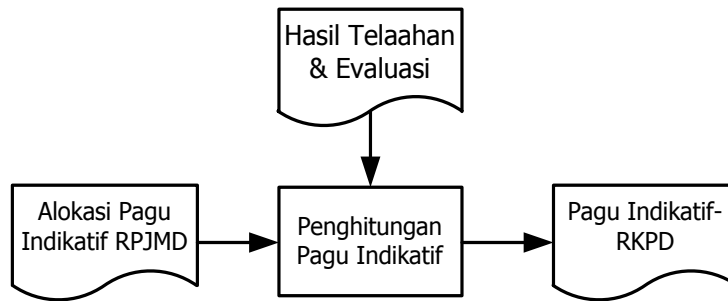 Hasil Telaahan
& Evaluasi
Alokasi Pagu
Indikatif RPJMD
Penghitungan
Pagu Indikatif
Pagu Indikatif-
RKPD